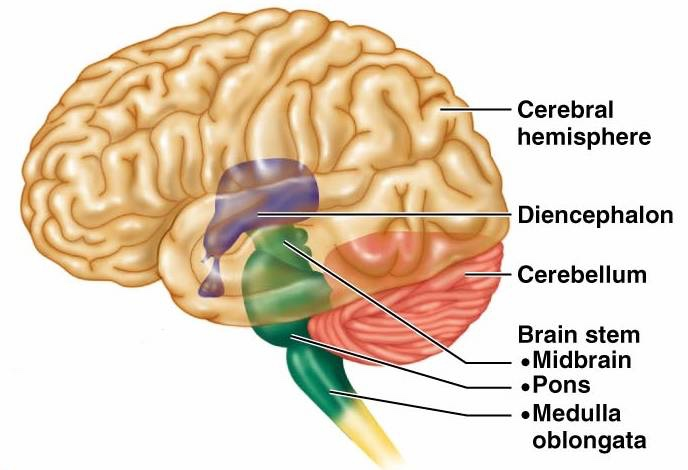 Cerebral
hemisphere
Diencephalon
Cerebellum
Brain stem
•Midbrain
•Pons
•Medulla
oblongata